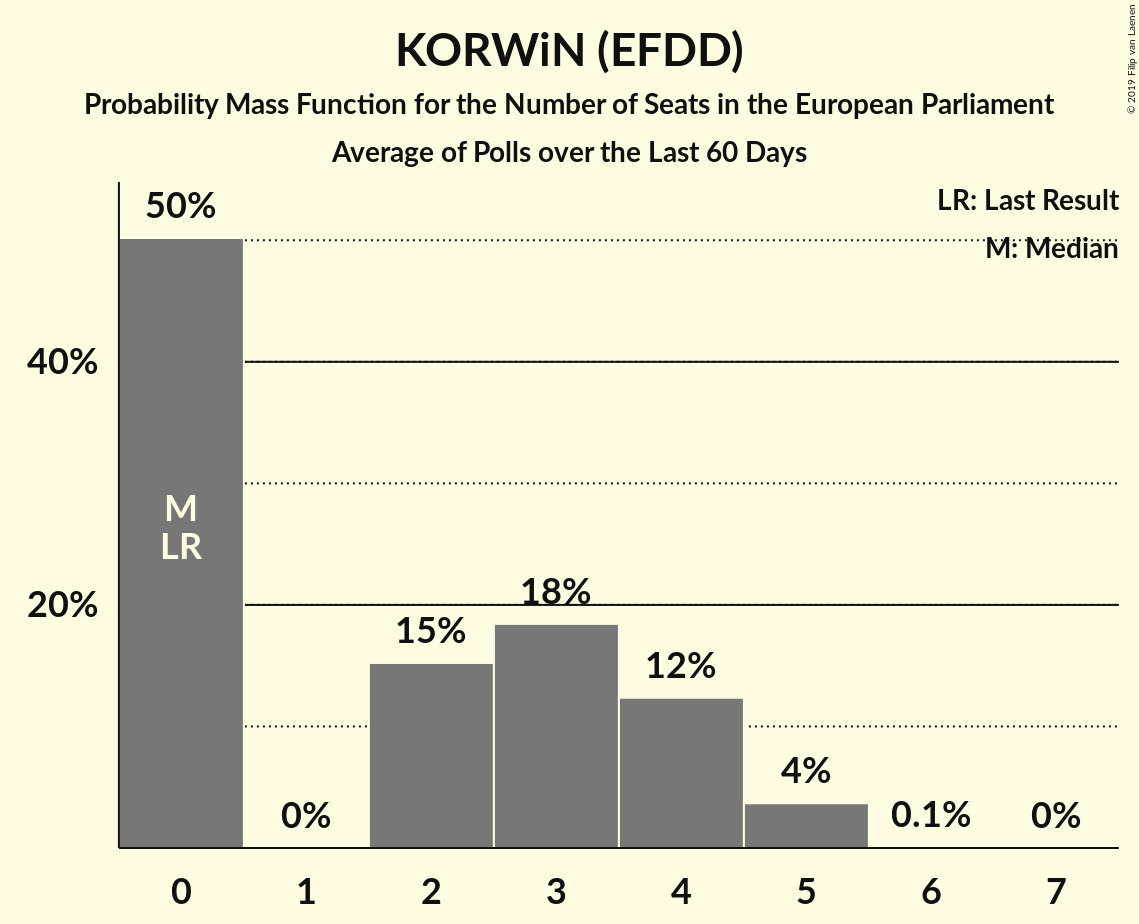 KORWiN (EFDD)
Probability Mass Function for the Number of Seats in the European Parliament
Average of Polls over the Last 60 Days
© 2019 Filip van Laenen
LR: Last Result
M: Median
50%
40%
20%
M
LR
0%
15%
18%
12%
4%
0.1%
0%
0 1 2 3 4 5 6 7